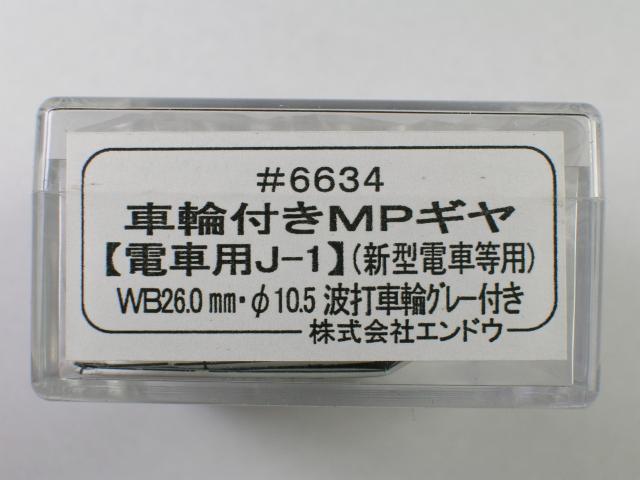 #6634
車輪付きMPギヤ
【電車用J-1】(新型電車等用)
WB26.0mm・φ10.5 波打車輪グレー付き
株式会社エンドウ